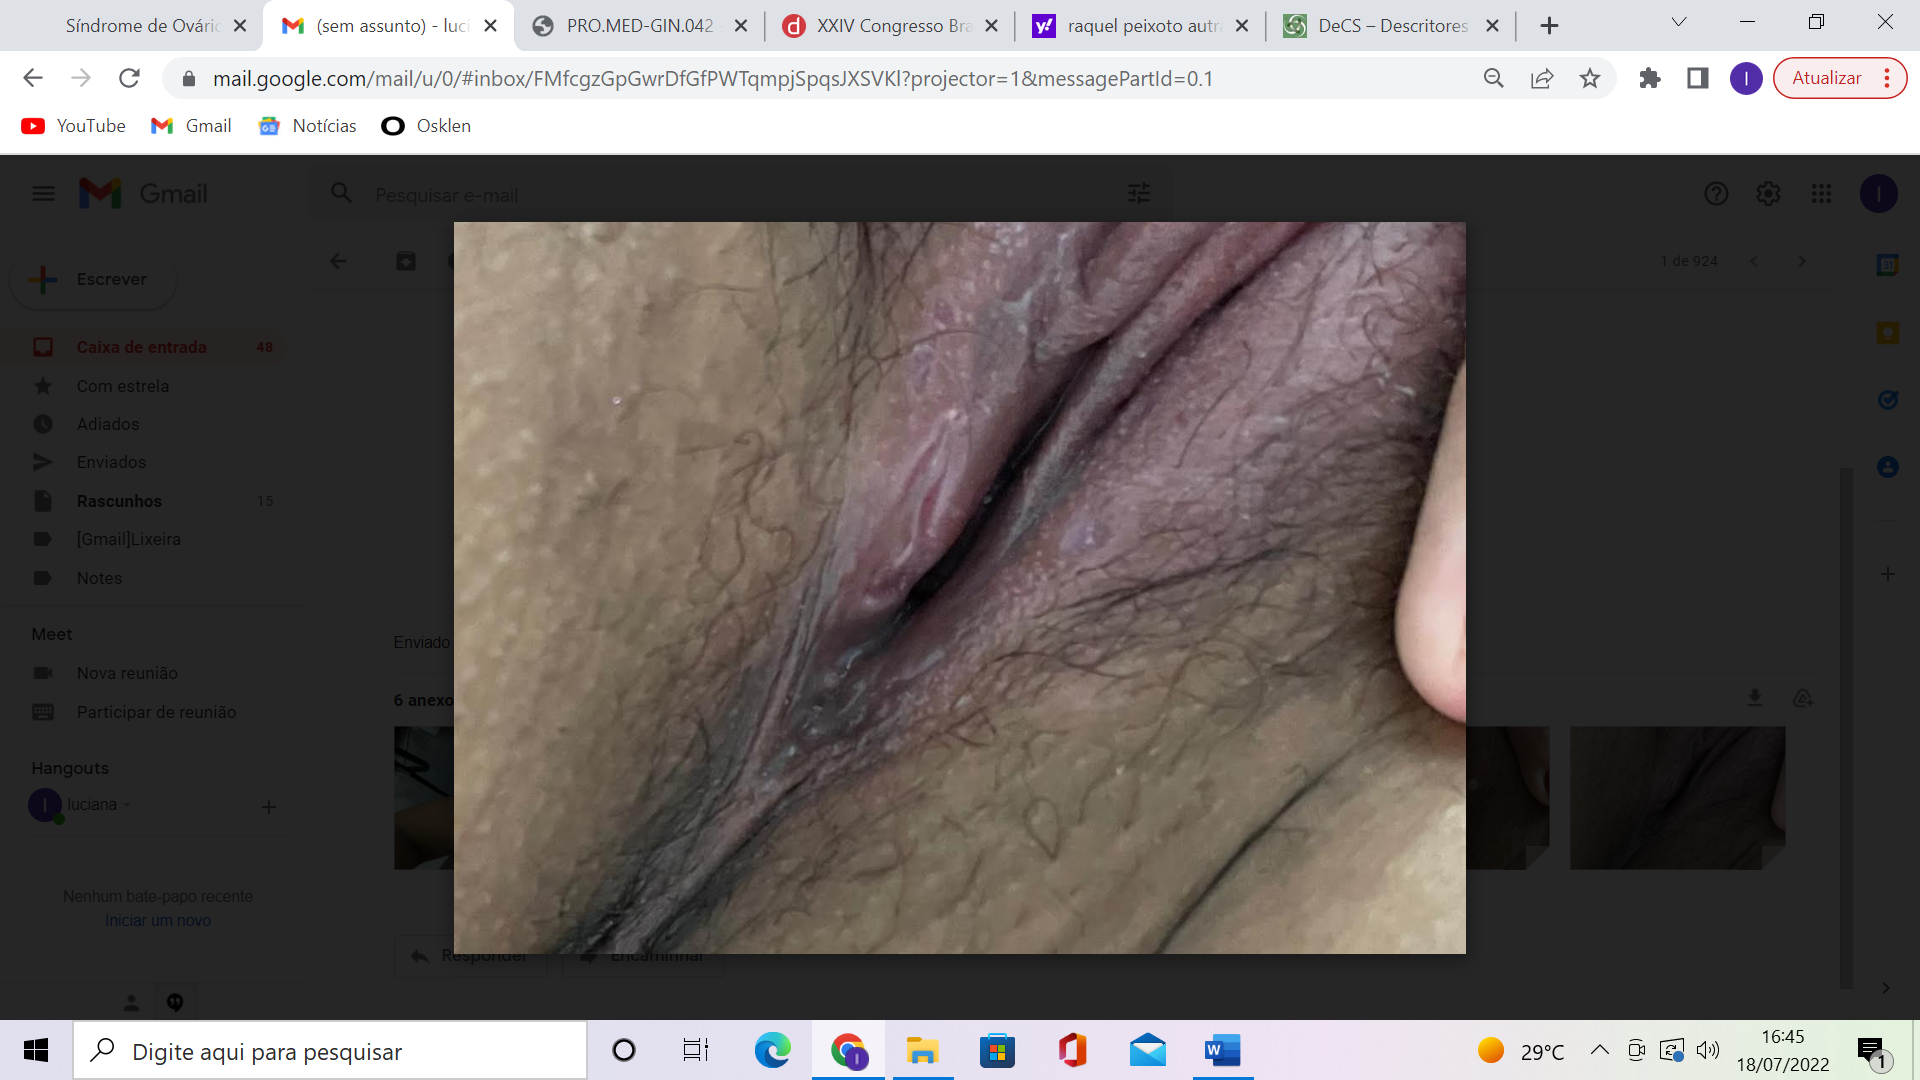 Síndrome de Ovário
(sem assunto) - luci
PRO.MED-GIN.042
XXIV Congresso Bra
raquel peixoto autra
DeCS – Descritores
mail.google.com/mail/u/0/#inbox/FMfcgzGpGwrDfGfPWTqmpjSpqsJXSVKl?projector=1&messagePartId=0.1
Atualizar
YouTube
Gmail
Notícias
Osklen
Gmail
Pesquisar e-mail
Escrever
1 de 924
Caixa de entrada 48
Com estrela
Adiados
Enviados
Rascunhos 15
[Gmail]Lixeira
Notes
Meet
Nova reunião
Participar de reunião
Hangouts
luciana
Nenhum bate-papo recente
Iniciar um novo
Enviado
6 anexo
Responder
Encaminhar
Digite aqui para pesquisar
29°C
16:45
18/07/2022
1